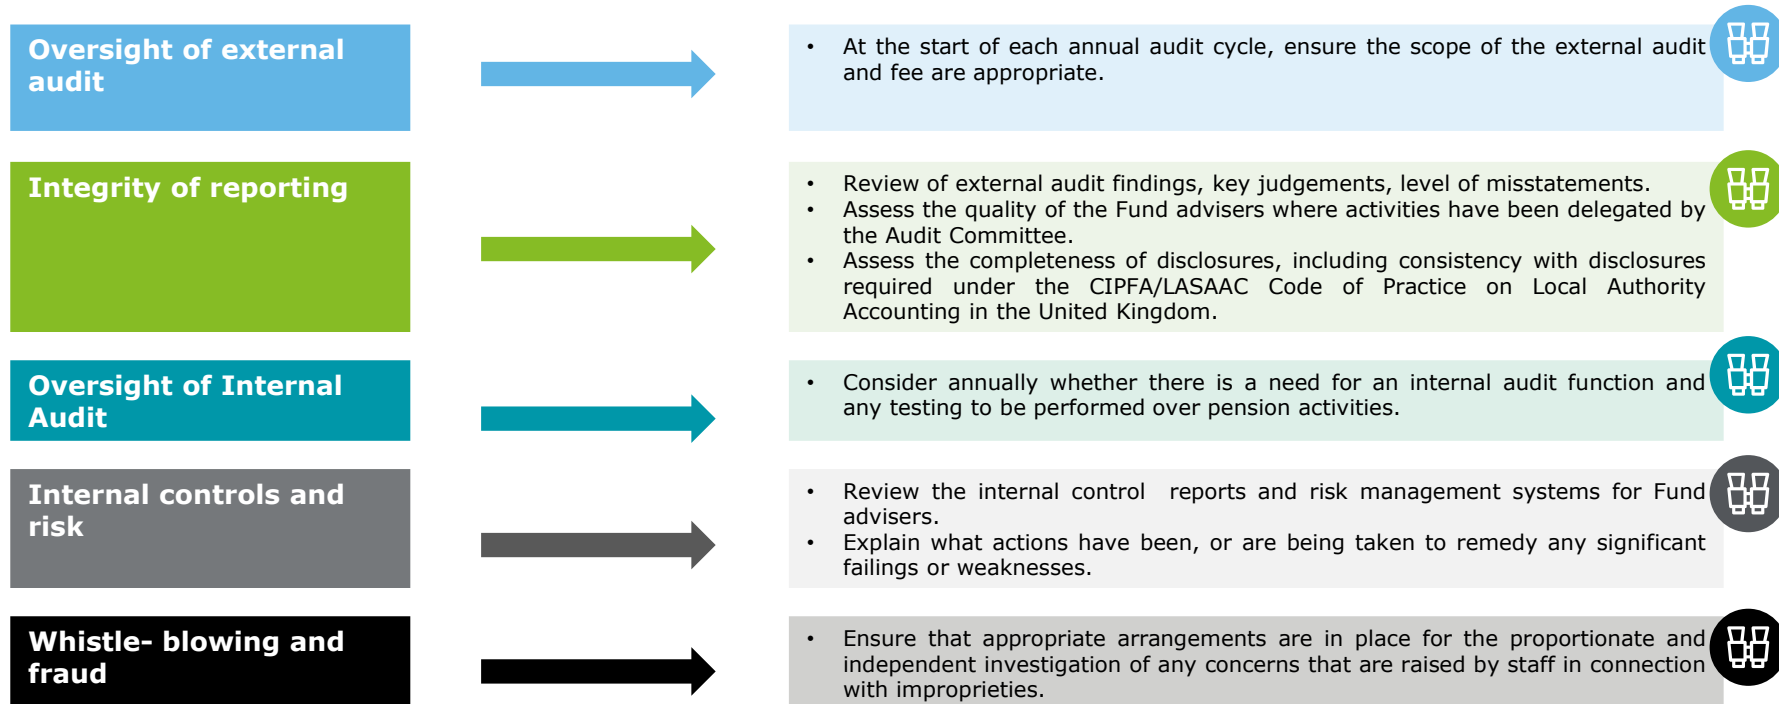 Oversight of external
audit
• At the start of each annual audit cycle, ensure the scope of the external audit
and fee are appropriate.
Integrity of reporting
• Review of external audit findings, key judgements, level of misstatements.
• Assess the quality of the Fund advisers where activities have been delegated by
the Audit Committee.
• Assess the completeness of disclosures, including consistency with disclosures
required under the CIPFA/LASAAC Code of Practice on Local Authority
Accounting in the United Kingdom.
Oversight of Internal
Audit
• Consider annually whether there is a need for an internal audit function and
any testing to be performed over pension activities.
Internal controls and
risk
• Review the internal control  reports and risk management systems for Fund
advisers.
• Explain what actions have been, or are being taken to remedy any significant
failings or weaknesses.
Whistle- blowing and
fraud
• Ensure that appropriate arrangements are in place for the proportionate and
independent investigation of any concerns that are raised by staff in connection
with improprieties.